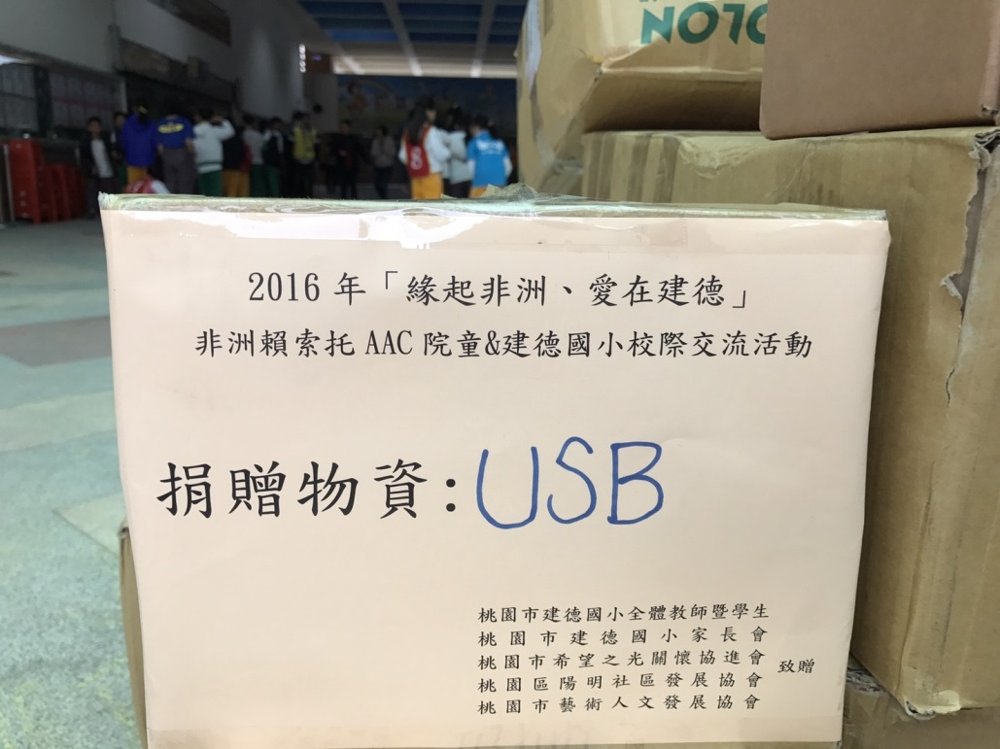 NOTO
2016 年「緣起非洲、愛在建德」
非洲賴索托 AAC 院童&建德國小校際交流活動
捐贈物資:USB
桃園市建德國小全體教師暨學生
桃園市建德國小家長會
桃園市希望之光關懷協進會
桃園區陽明社區發展協會
桃園市藝術人文發展協會
致贈